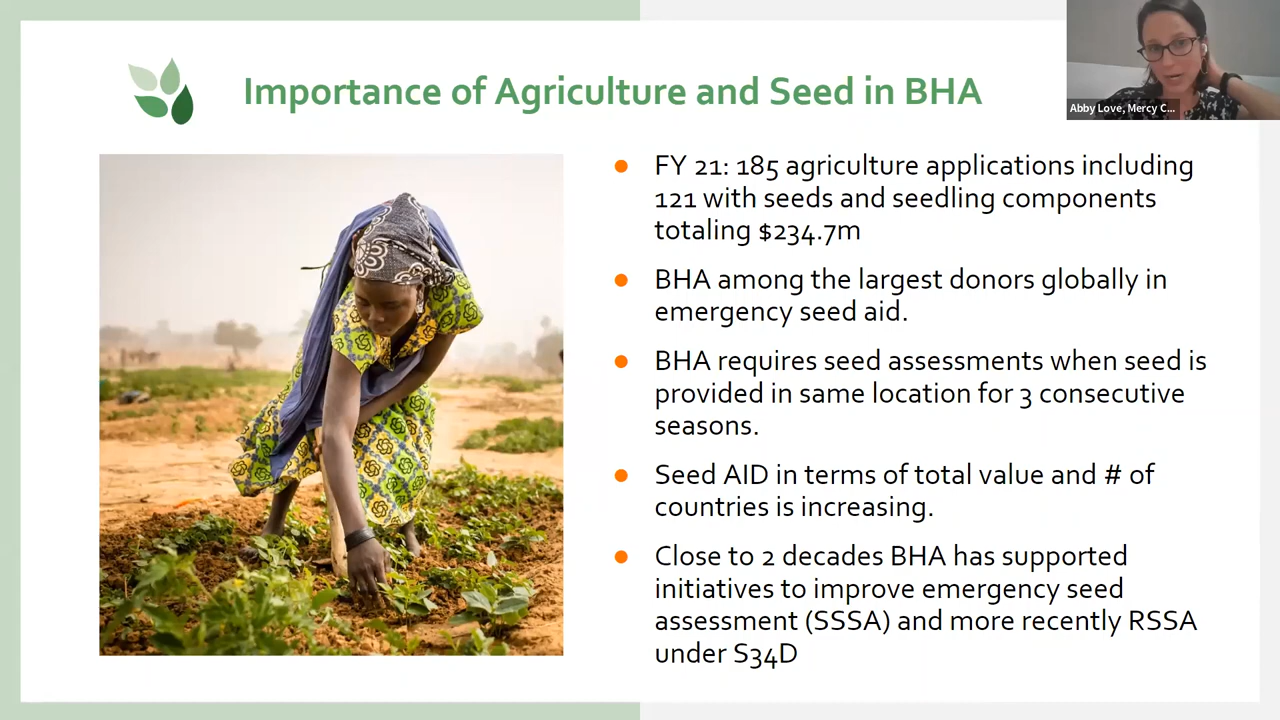 Importance of Agriculture and Seed in BHA
Abby Love, Mercy C...
FY 21: 185 agriculture applications including
121 with seeds and seedling components
totaling $234.7m
BHA among the largest donors globally in
emergency seed aid.
BHA requires seed assessments when seed is
provided in same location for 3 consecutive
seasons.
Seed AID in terms of total value and # of
countries is increasing.
Close to 2 decades BHA has supported
initiatives to improve emergency seed
assessment (SSSA) and more recently RSSA
under S34D